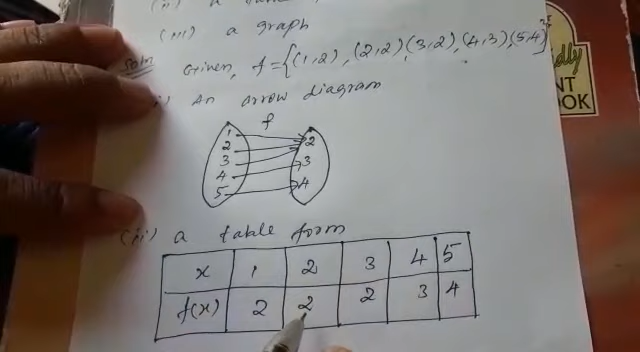 (iii) a graph
Soln Given, f = {(1,2), (2,2) (3,2), (4,3), (5,4)}
i) An arrow diagram
f
1
2
3
4
5
2
3
4
(ii) a table form
x 1 2 3 4 5
f(x) 2 2 2 3 4